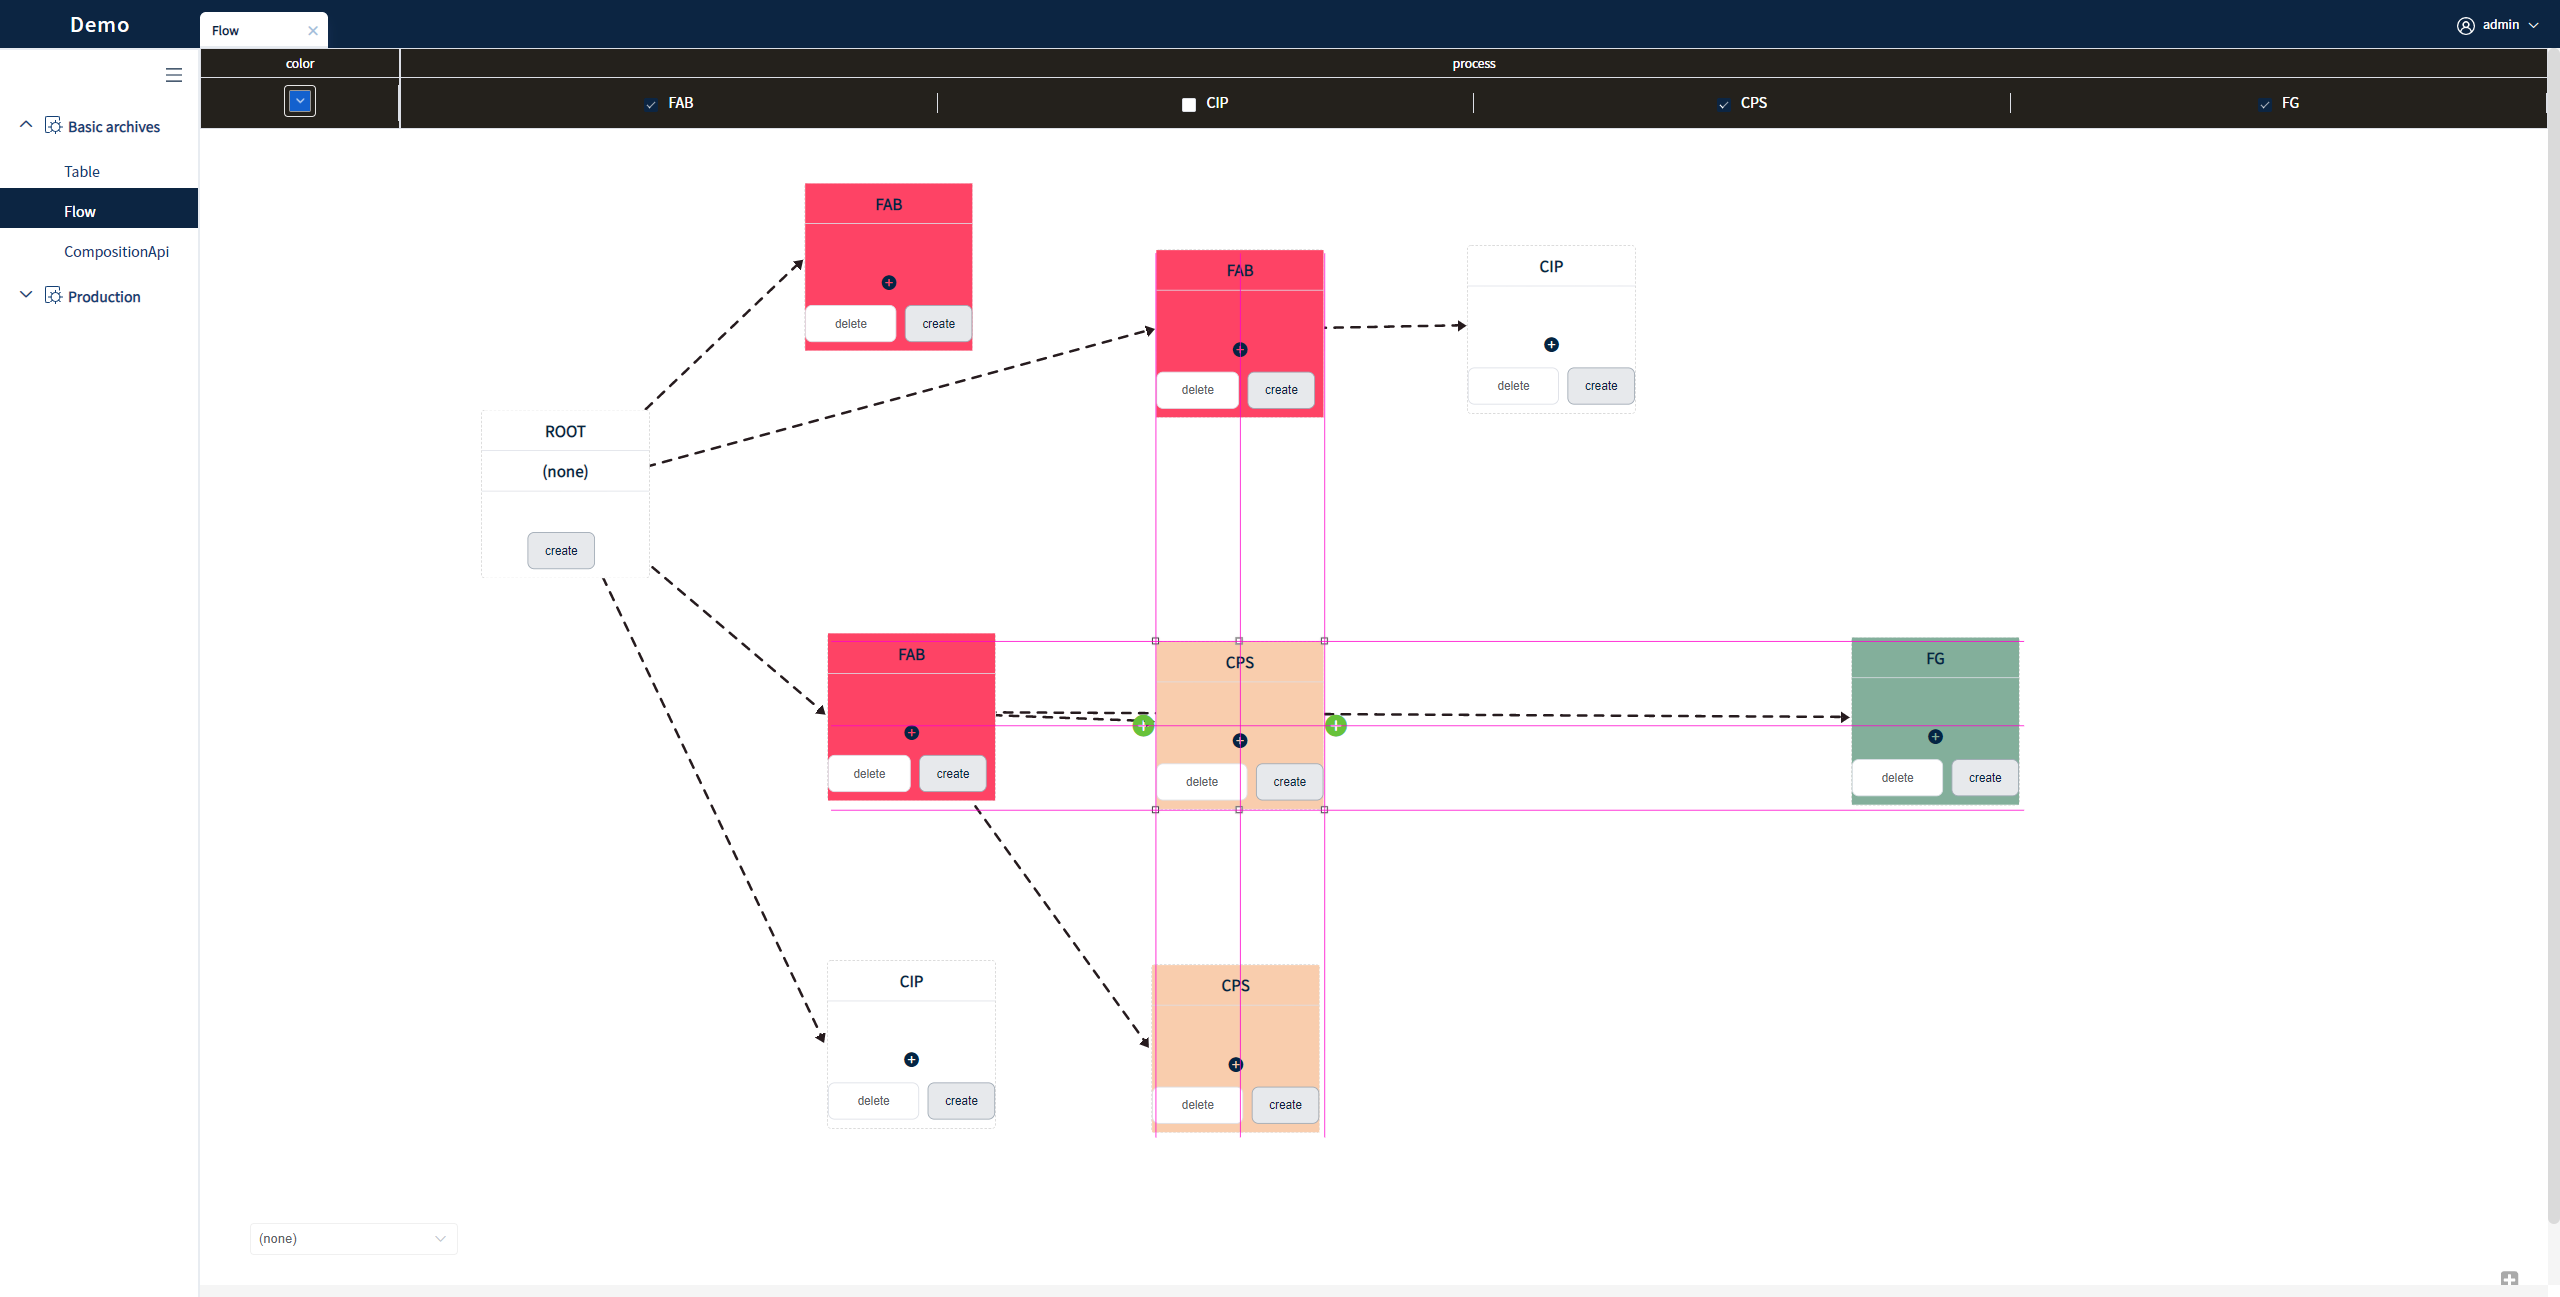 Demo
Flow
admin
color
process
FAB
CIP
CPS
FG
Basic archives
Table
Flow
CompositionApi
Production
FAB
delete
create
FAB
delete
create
CIP
delete
create
ROOT
(none)
create
FAB
delete
create
CPS
delete
create
FG
delete
create
CIP
delete
create
CPS
delete
create
(none)